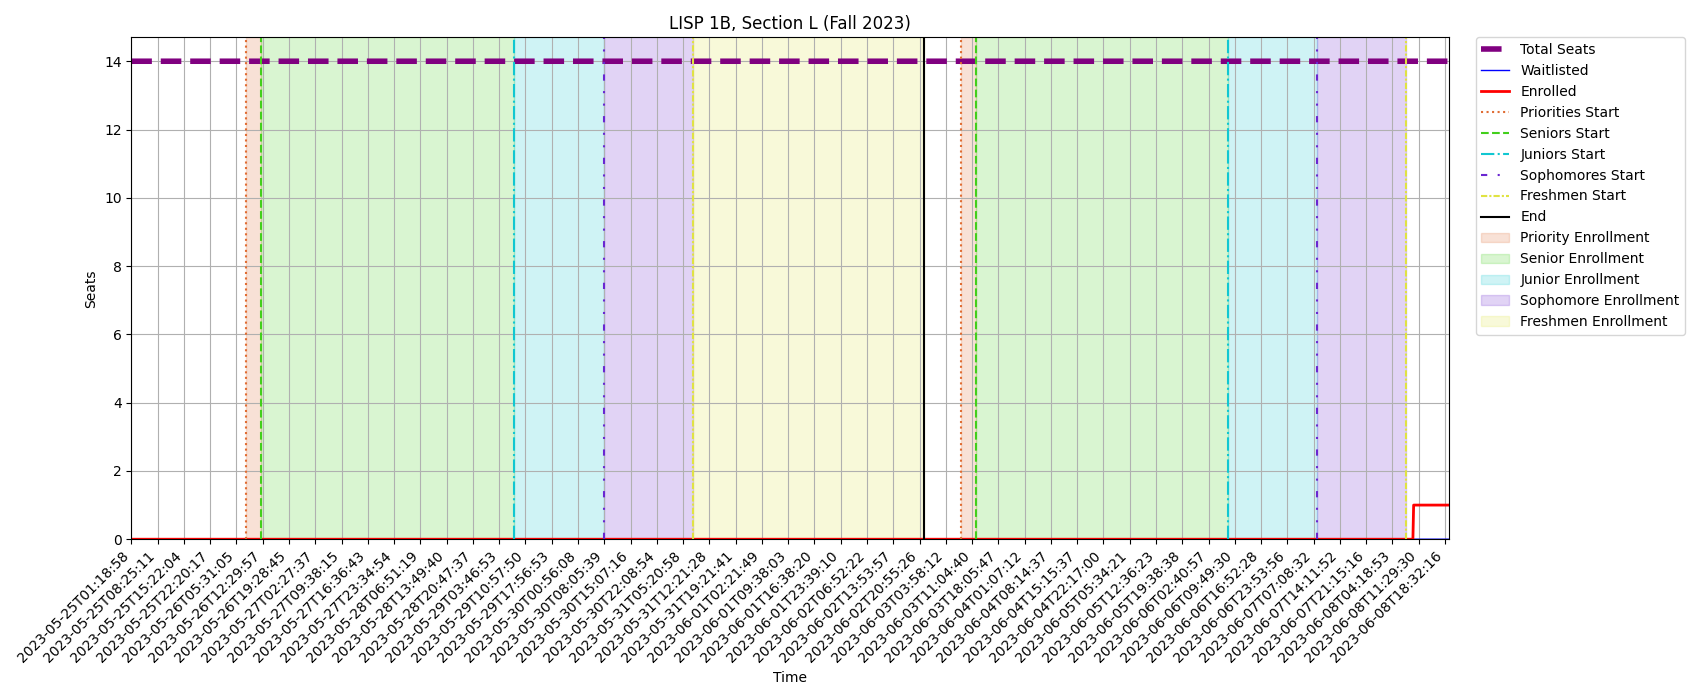 LISP 1B, Section L (Fall 2023)
Seats
14
12
10
8
6
4
2
0
2023-05-25T01:18:58
2023-05-25T08:25:11
2023-05-25T15:22:04
2023-05-25T22:20:17
2023-05-26T05:31:05
2023-05-26T12:29:57
2023-05-26T19:28:45
2023-05-27T02:27:37
2023-05-27T09:38:15
2023-05-27T16:36:43
2023-05-27T23:34:54
2023-05-28T06:51:19
2023-05-28T13:49:40
2023-05-28T20:47:37
2023-05-29T03:46:53
2023-05-29T10:57:50
2023-05-29T17:56:53
2023-05-30T00:56:08
2023-05-30T08:05:39
2023-05-30T15:07:16
2023-05-30T22:08:54
2023-05-31T05:20:58
2023-05-31T12:21:28
2023-05-31T19:21:41
2023-06-01T02:21:49
2023-06-01T09:38:03
2023-06-01T16:38:20
2023-06-01T23:39:10
2023-06-02T06:52:22
2023-06-02T13:53:57
2023-06-02T20:55:26
2023-06-03T03:58:12
2023-06-03T11:04:40
2023-06-03T18:05:47
2023-06-04T01:07:12
2023-06-04T08:14:37
2023-06-04T15:15:37
2023-06-04T22:17:00
2023-06-05T05:34:21
2023-06-05T12:36:23
2023-06-05T19:38:38
2023-06-06T02:40:57
2023-06-06T09:49:30
2023-06-06T16:52:28
2023-06-06T23:53:56
2023-06-07T07:08:32
2023-06-07T14:11:52
2023-06-07T21:15:16
2023-06-08T04:18:53
2023-06-08T11:29:30
2023-06-08T18:32:16
Time
Total Seats
Waitlisted
Enrolled
Priorities Start
Seniors Start
Juniors Start
Sophomores Start
Freshmen Start
End
Priority Enrollment
Senior Enrollment
Junior Enrollment
Sophomore Enrollment
Freshmen Enrollment